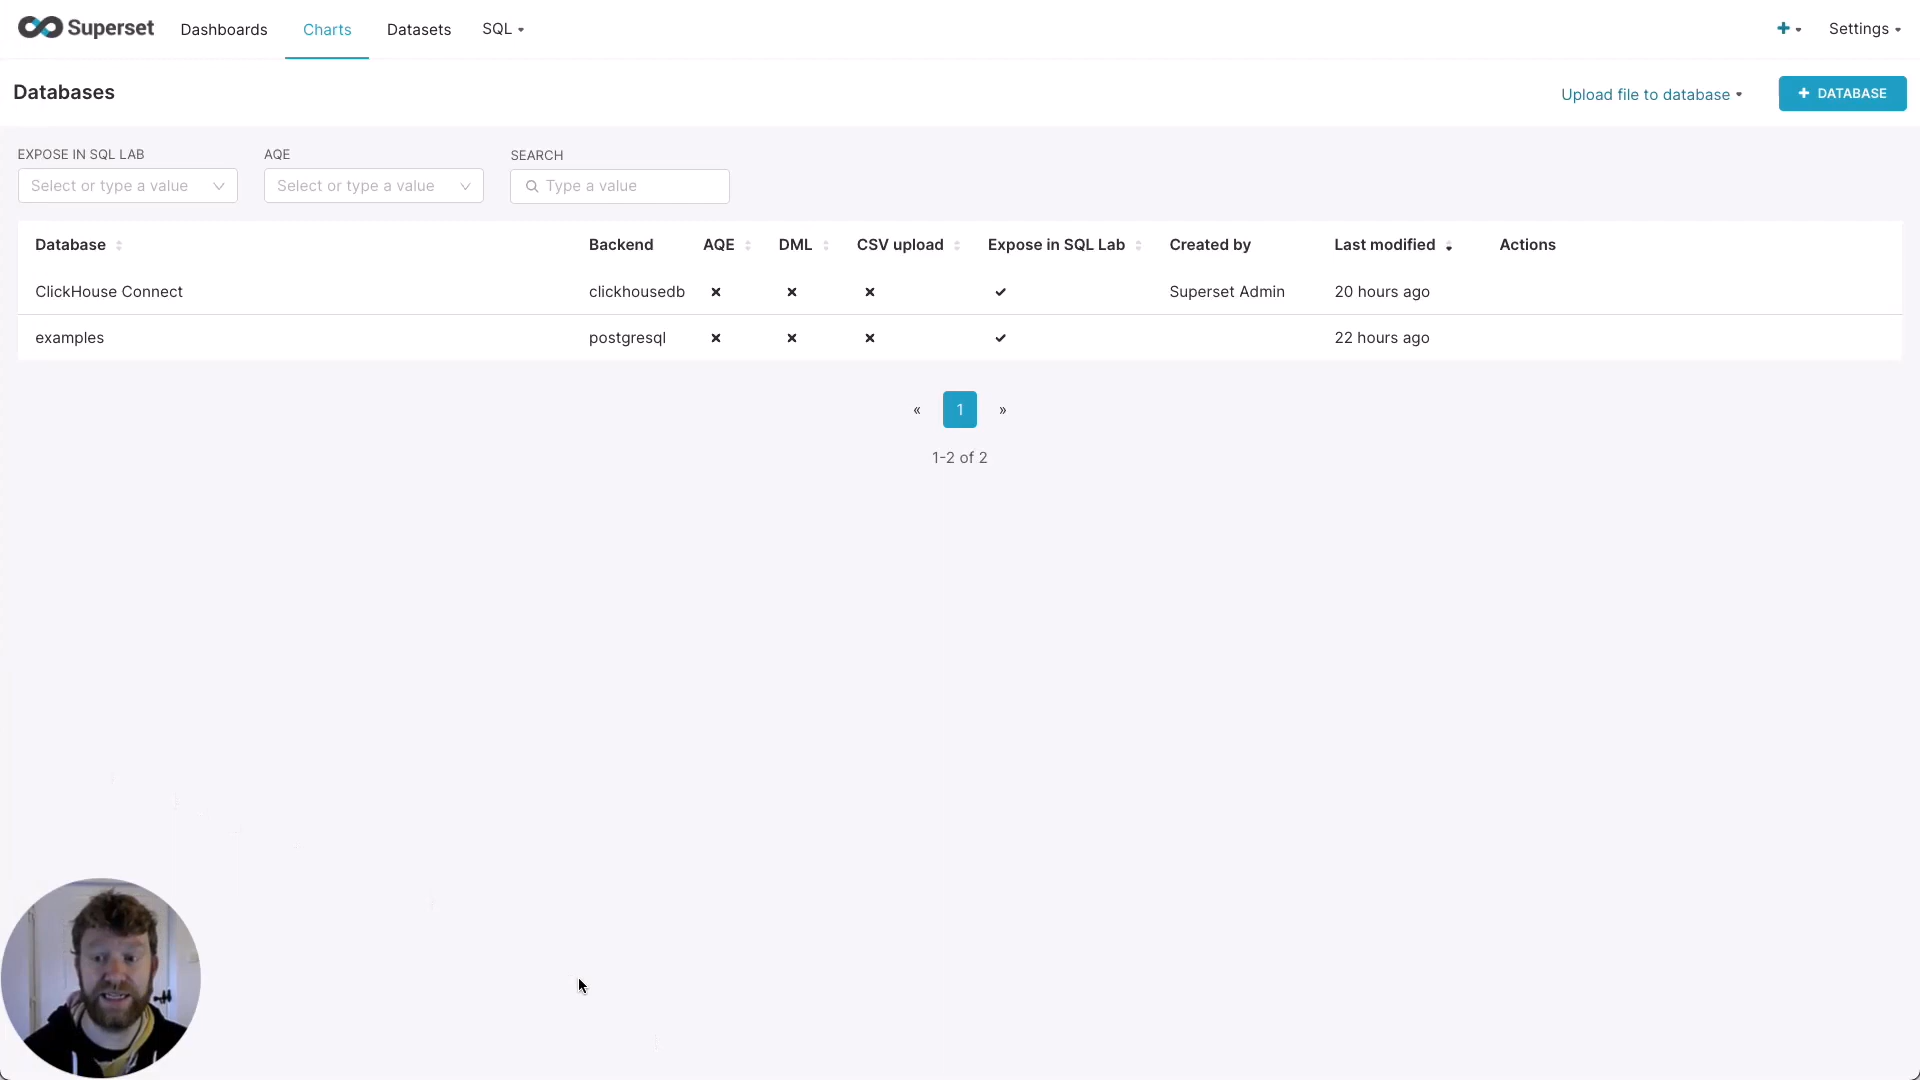 Superset Dashboards Charts Datasets SQL Settings
Databases Upload file to database + DATABASE
EXPOSE IN SQL LAB AQE SEARCH
Select or type a value Select or type a value Type a value
Database Backend AQE DML CSV upload Expose in SQL Lab Created by Last modified Actions
ClickHouse Connect clickhousedb Superset Admin 20 hours ago
examples postgresql 22 hours ago
« 1 »
1-2 of 2